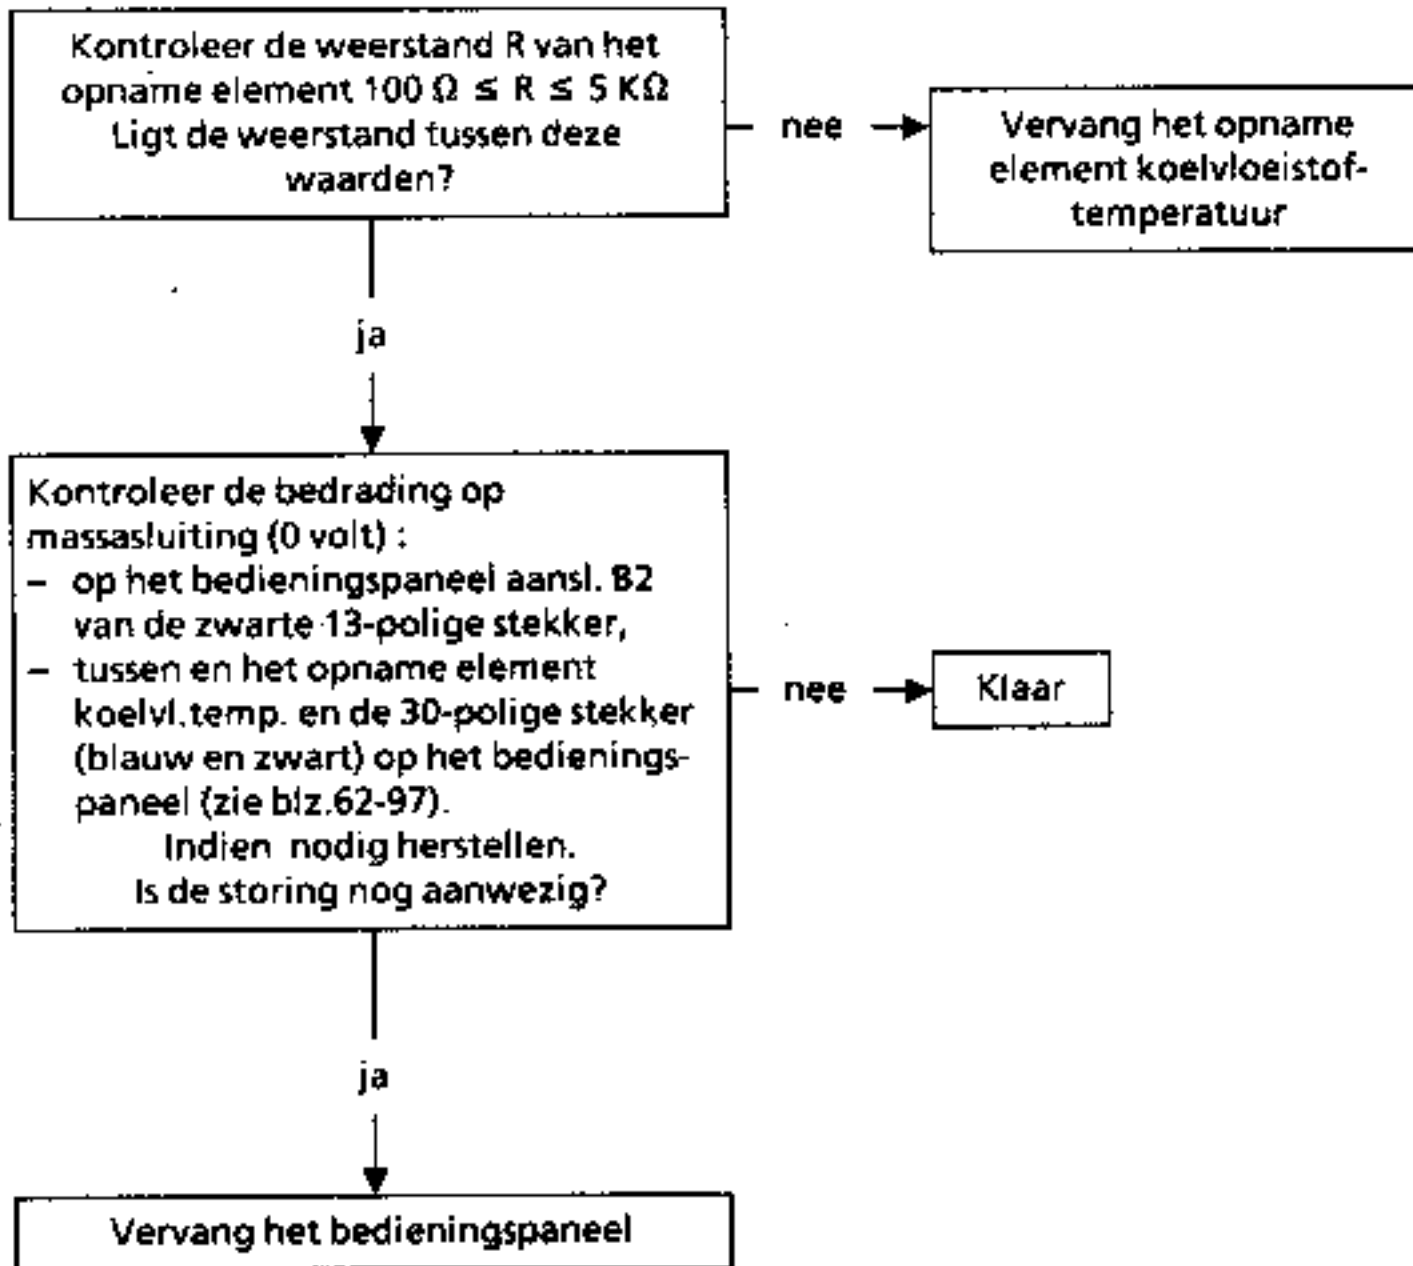 Kontroleer de weerstand R van het
opname element 100 Ω ≤ R ≤ 5 KΩ
Ligt de weerstand tussen deze
waarden?
nee
Vervang het opname
element koelvloeistof-
temperatuur
ja
Kontroleer de bedrading op
massasluiting (0 volt) :
– op het bedieningspaneel aansl. B2
van de zwarte 13-polige stekker,
– tussen en het opname element
koelvl.temp. en de 30-polige stekker
(blauw en zwart) op het bedienings-
paneel (zie blz.62-97).
Indien nodig herstellen.
Is de storing nog aanwezig?
nee
Klaar
ja
Vervang het bedieningspaneel